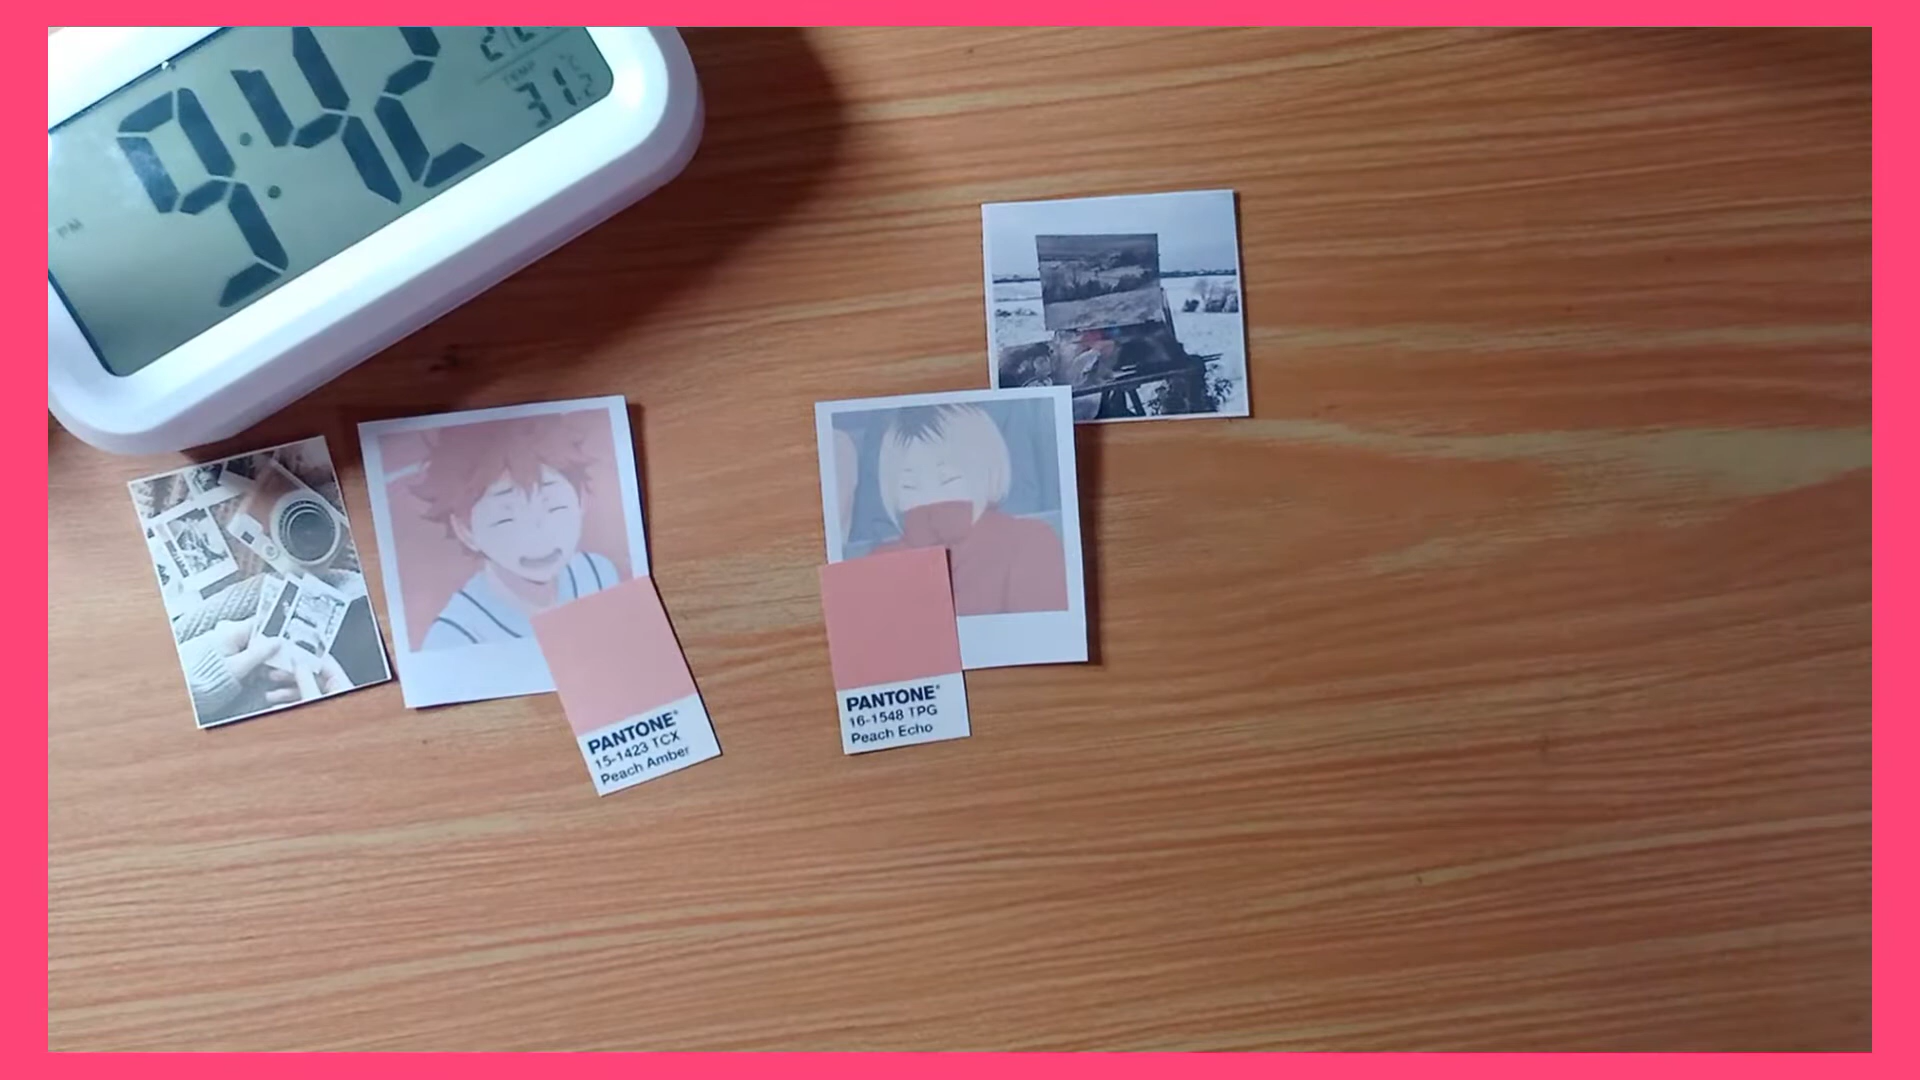 9:42
TEMP
31.2
°C
PM
PANTONE®
15-1423 TCX
Peach Amber
PANTONE®
16-1548 TPG
Peach Echo